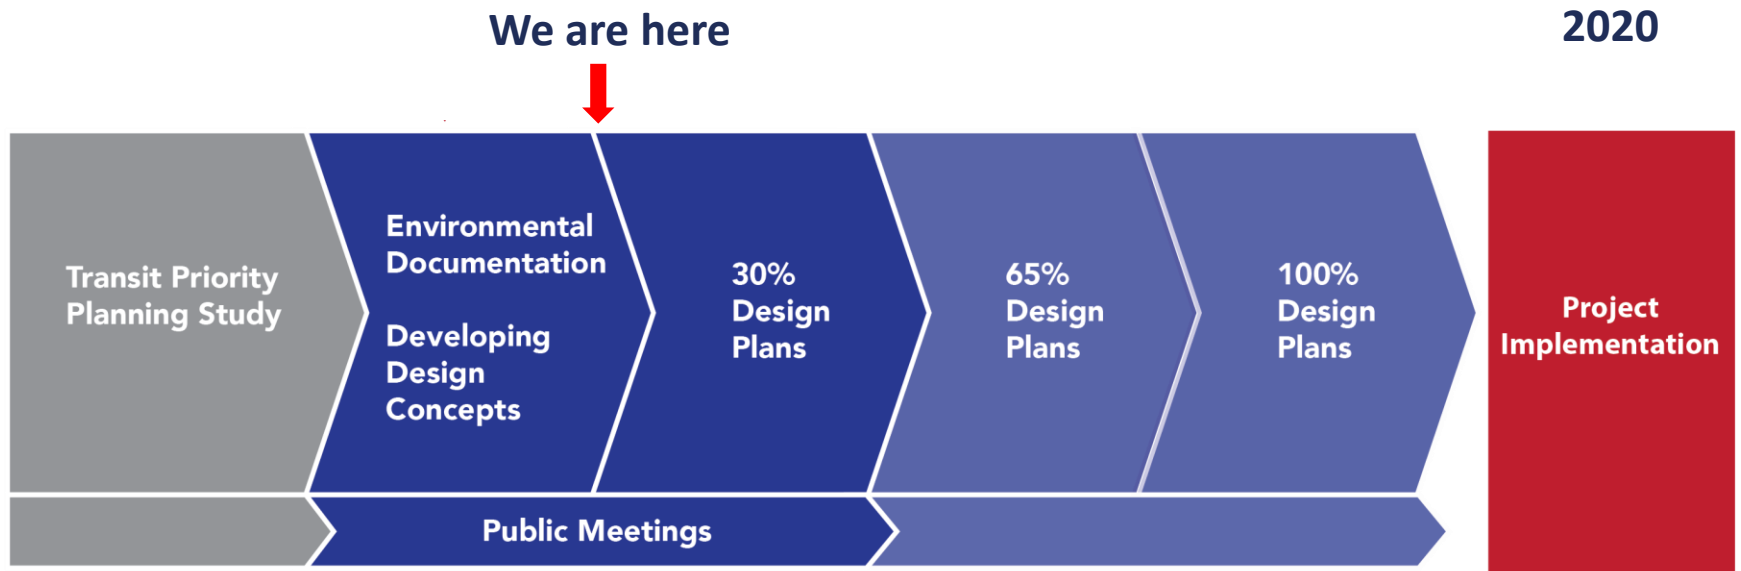 We are here
2020
Transit Priority
Planning Study
Environmental
Documentation
Developing
Design
Concepts
30%
Design
Plans
65%
Design
Plans
100%
Design
Plans
Project
Implementation
Public Meetings